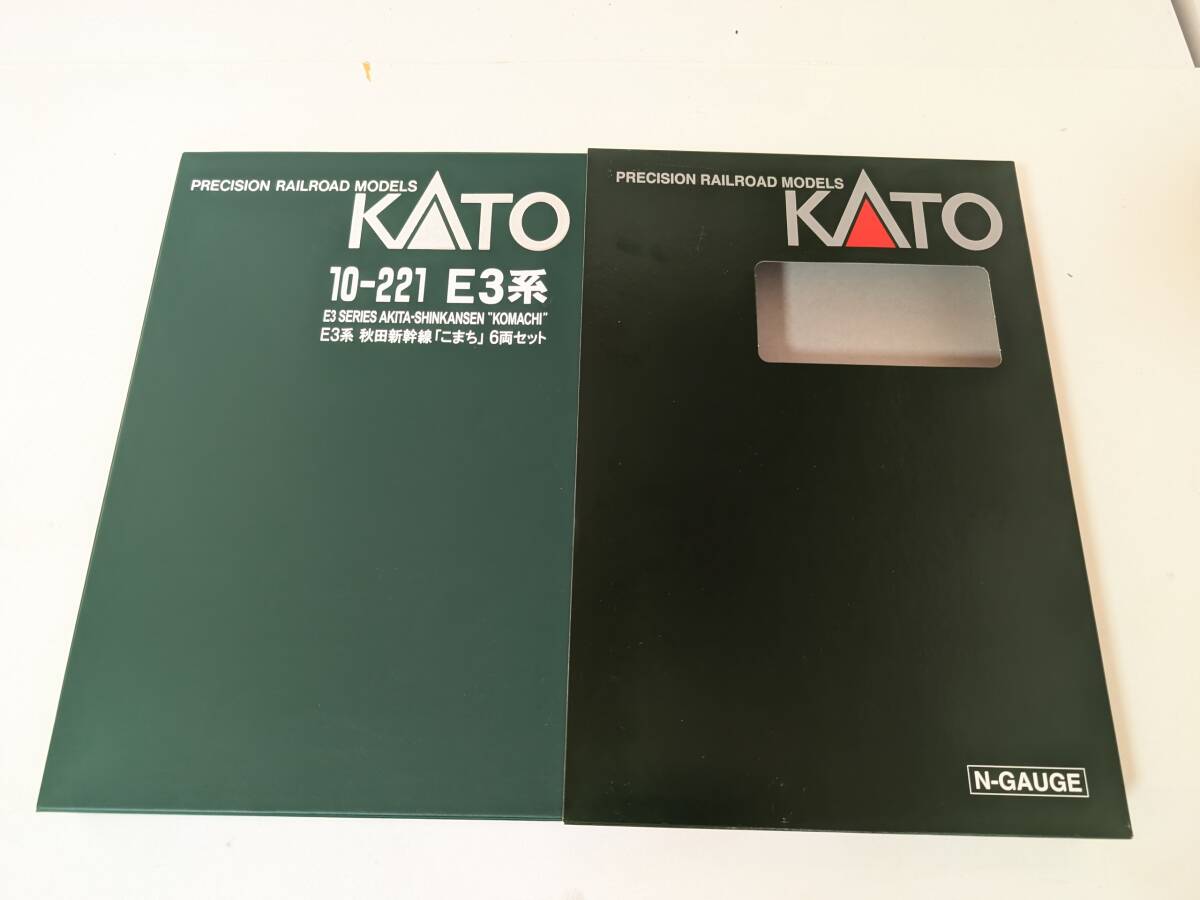 PRECISION RAILROAD MODELS
KATO
10-221 E3系
E3 SERIES AKITA-SHINKANSEN "KOMACHI"
E3系 秋田新幹線「こまち」6両セット
PRECISION RAILROAD MODELS
KATO
N-GAUGE